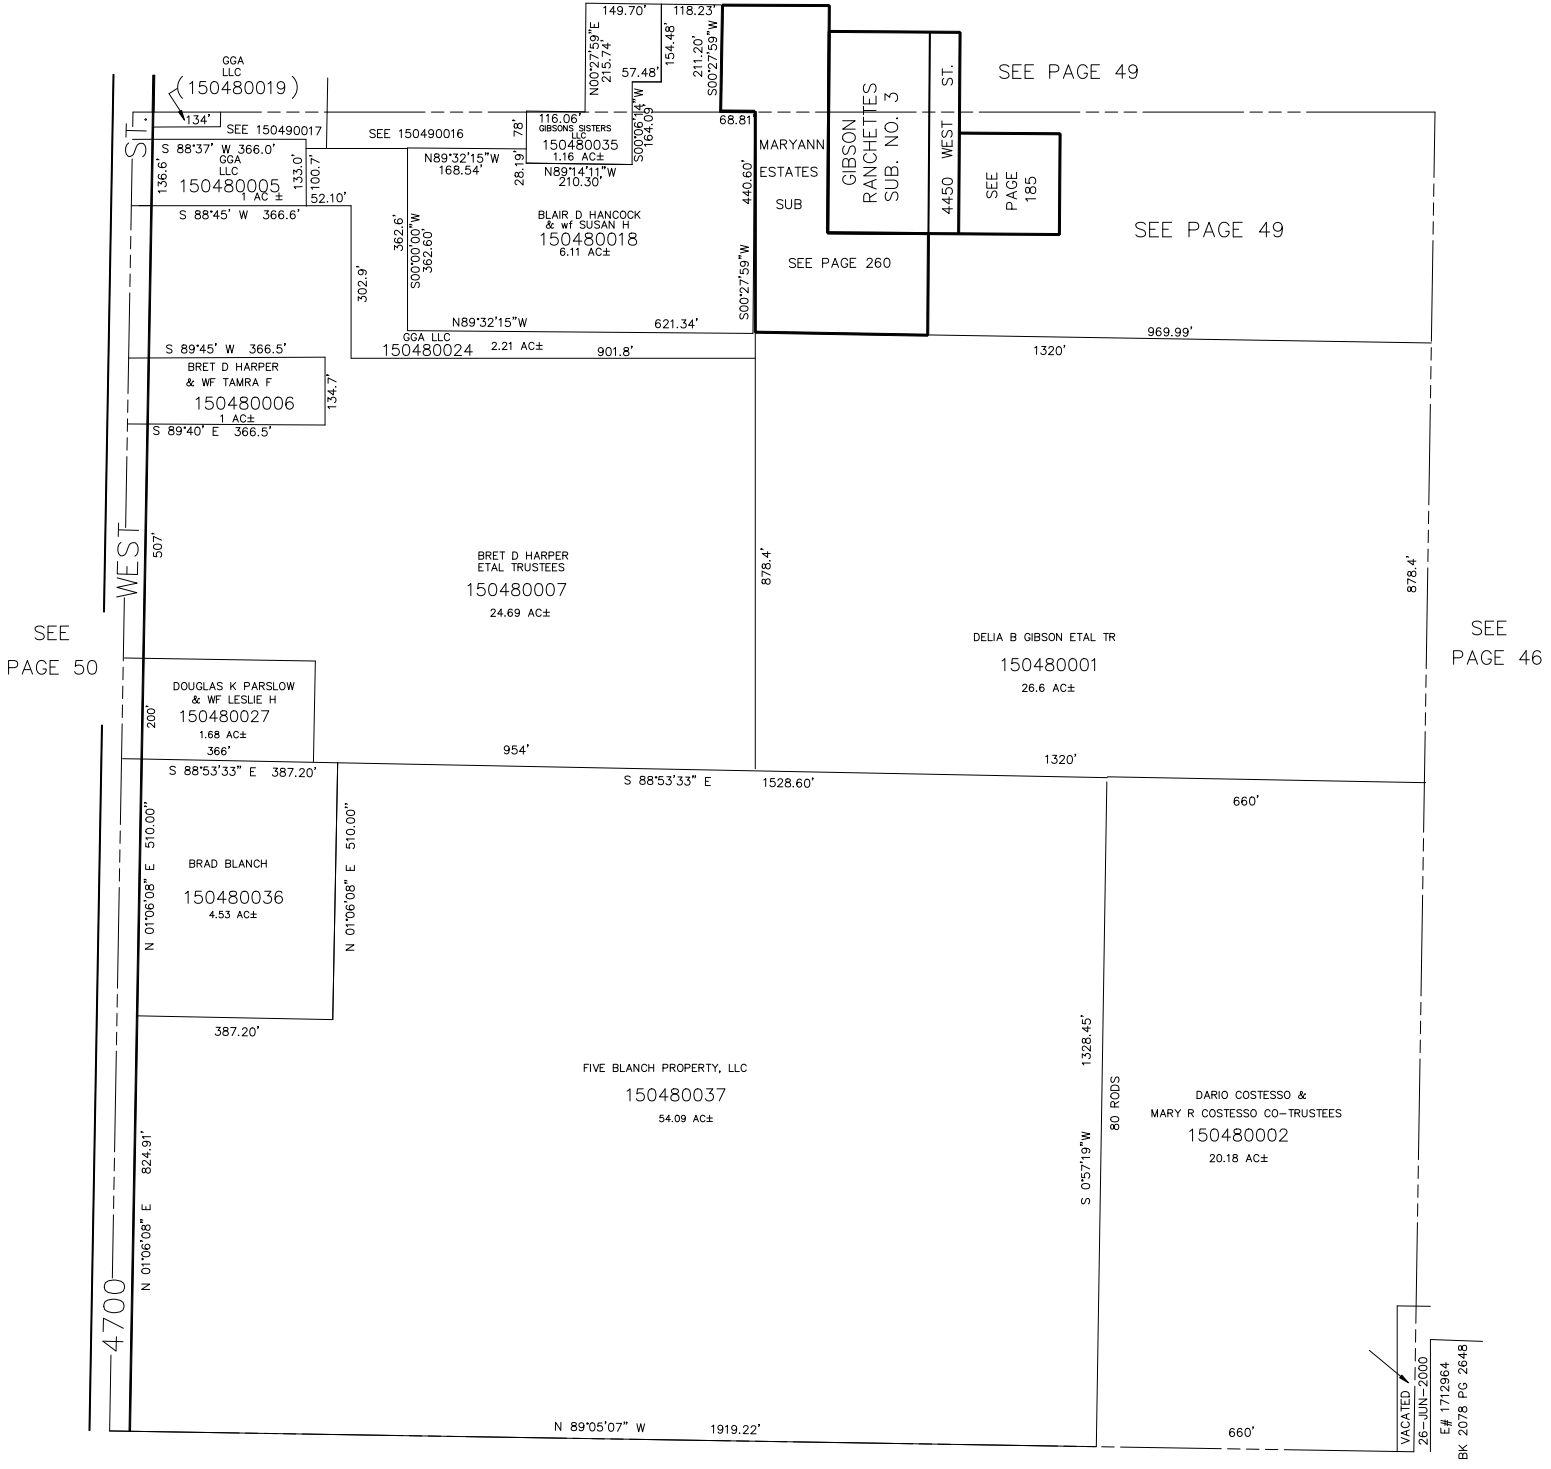 149.70'
118.23'
N00°27'59"E
215.74'
154.48'
57.48'
211.20'
S00°27'59"W
S00°06'14"W
164.09'
68.81'
GGA
LLC
(150480019)
134'
ST.
SEE 150490017
SEE 150490016
S 88°37' W 366.0'
GGA
LLC
150480005
1 AC ±
136.6'
133.0'
100.7'
52.10'
S 88°45' W 366.6'
116.06'
78'
GIBSONS SISTERS
LLC
150480035
1.16 AC±
28.19'
N89°14'11"W
210.30'
N89°32'15"W
168.54'
BLAIR D HANCOCK
& wf SUSAN H
150480018
6.11 AC±
362.6'
S00°00'00"W
362.60'
302.9'
440.60'
S00°27'59"W
N89°32'15"W
621.34'
GGA LLC
150480024
2.21 AC±
901.8'
MARYANN
ESTATES
SUB
SEE PAGE 260
GIBSON
RANCHETTES
SUB. NO. 3
4450 WEST ST.
SEE
PAGE
185
SEE PAGE 49
SEE PAGE 49
969.99'
1320'
S 89°45' W 366.5'
BRET D HARPER
& WF TAMRA F
150480006
1 AC±
134.7'
S 89°40' E 366.5'
WEST
507'
BRET D HARPER
ETAL TRUSTEES
150480007
24.69 AC±
878.4'
878.4'
DELIA B GIBSON ETAL TR
150480001
26.6 AC±
SEE
PAGE 50
SEE
PAGE 46
DOUGLAS K PARSLOW
& WF LESLIE H
150480027
1.68 AC±
366'
200'
954'
1320'
S 88°53'33" E 387.20'
S 88°53'33" E 1528.60'
660'
N 01°06'08" E 510.00"
N 01°06'08" E 510.00"
BRAD BLANCH
150480036
4.53 AC±
387.20'
FIVE BLANCH PROPERTY, LLC
150480037
54.09 AC±
S 0°57'19"W 1328.45'
80 RODS
DARIO COSTESSO &
MARY R COSTESSO CO-TRUSTEES
150480002
20.18 AC±
N 01°06'08" E 824.91'
4700
N 89°05'07" W 1919.22'
660'
VACATED
26-JUN-2000
E# 1712964
BK 2078 PG 2648